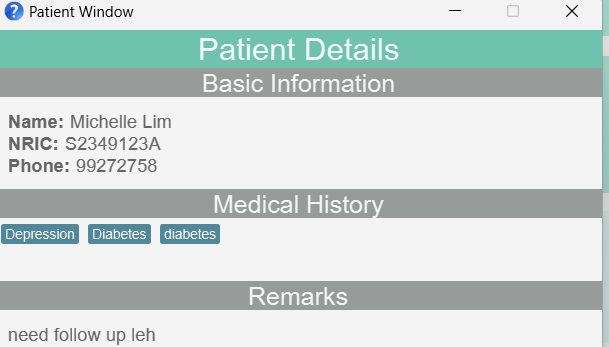 Patient Window
Patient Details
Basic Information
Name: Michelle Lim
NRIC: S2349123A
Phone: 99272758
Medical History
Depression Diabetes diabetes
Remarks
need follow up leh